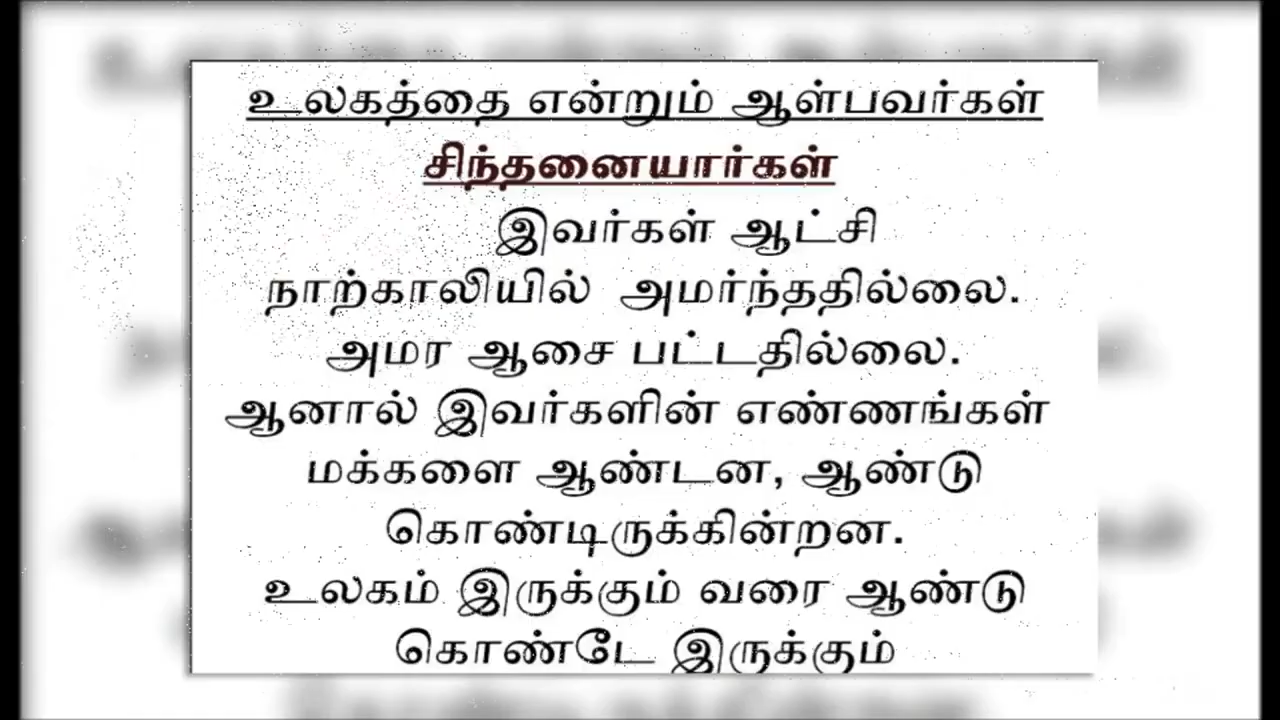 உலகத்தை என்றும் ஆள்பவர்கள்
சிந்தனையார்கள்
இவர்கள் ஆட்சி
நாற்காலியில் அமர்ந்ததில்லை.
அமர ஆசை பட்டதில்லை.
ஆனால் இவர்களின் எண்ணங்கள்
மக்களை ஆண்டன, ஆண்டு
கொண்டிருக்கின்றன.
உலகம் இருக்கும் வரை ஆண்டு
கொண்டே இருக்கும்